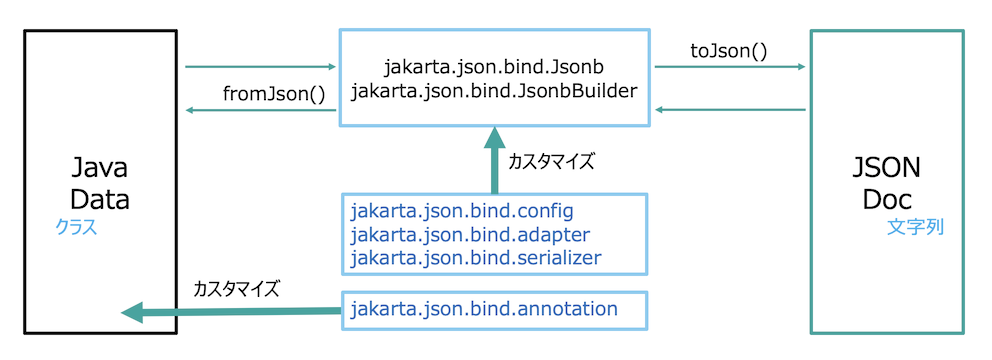 jakarta.json.bind.Jsonb
jakarta.json.bind.JsonbBuilder
toJson()
fromJson()
Java
Data
クラス
カスタマイズ
JSON
Doc
文字列
jakarta.json.bind.config
jakarta.json.bind.adapter
jakarta.json.bind.serializer
カスタマイズ
jakarta.json.bind.annotation